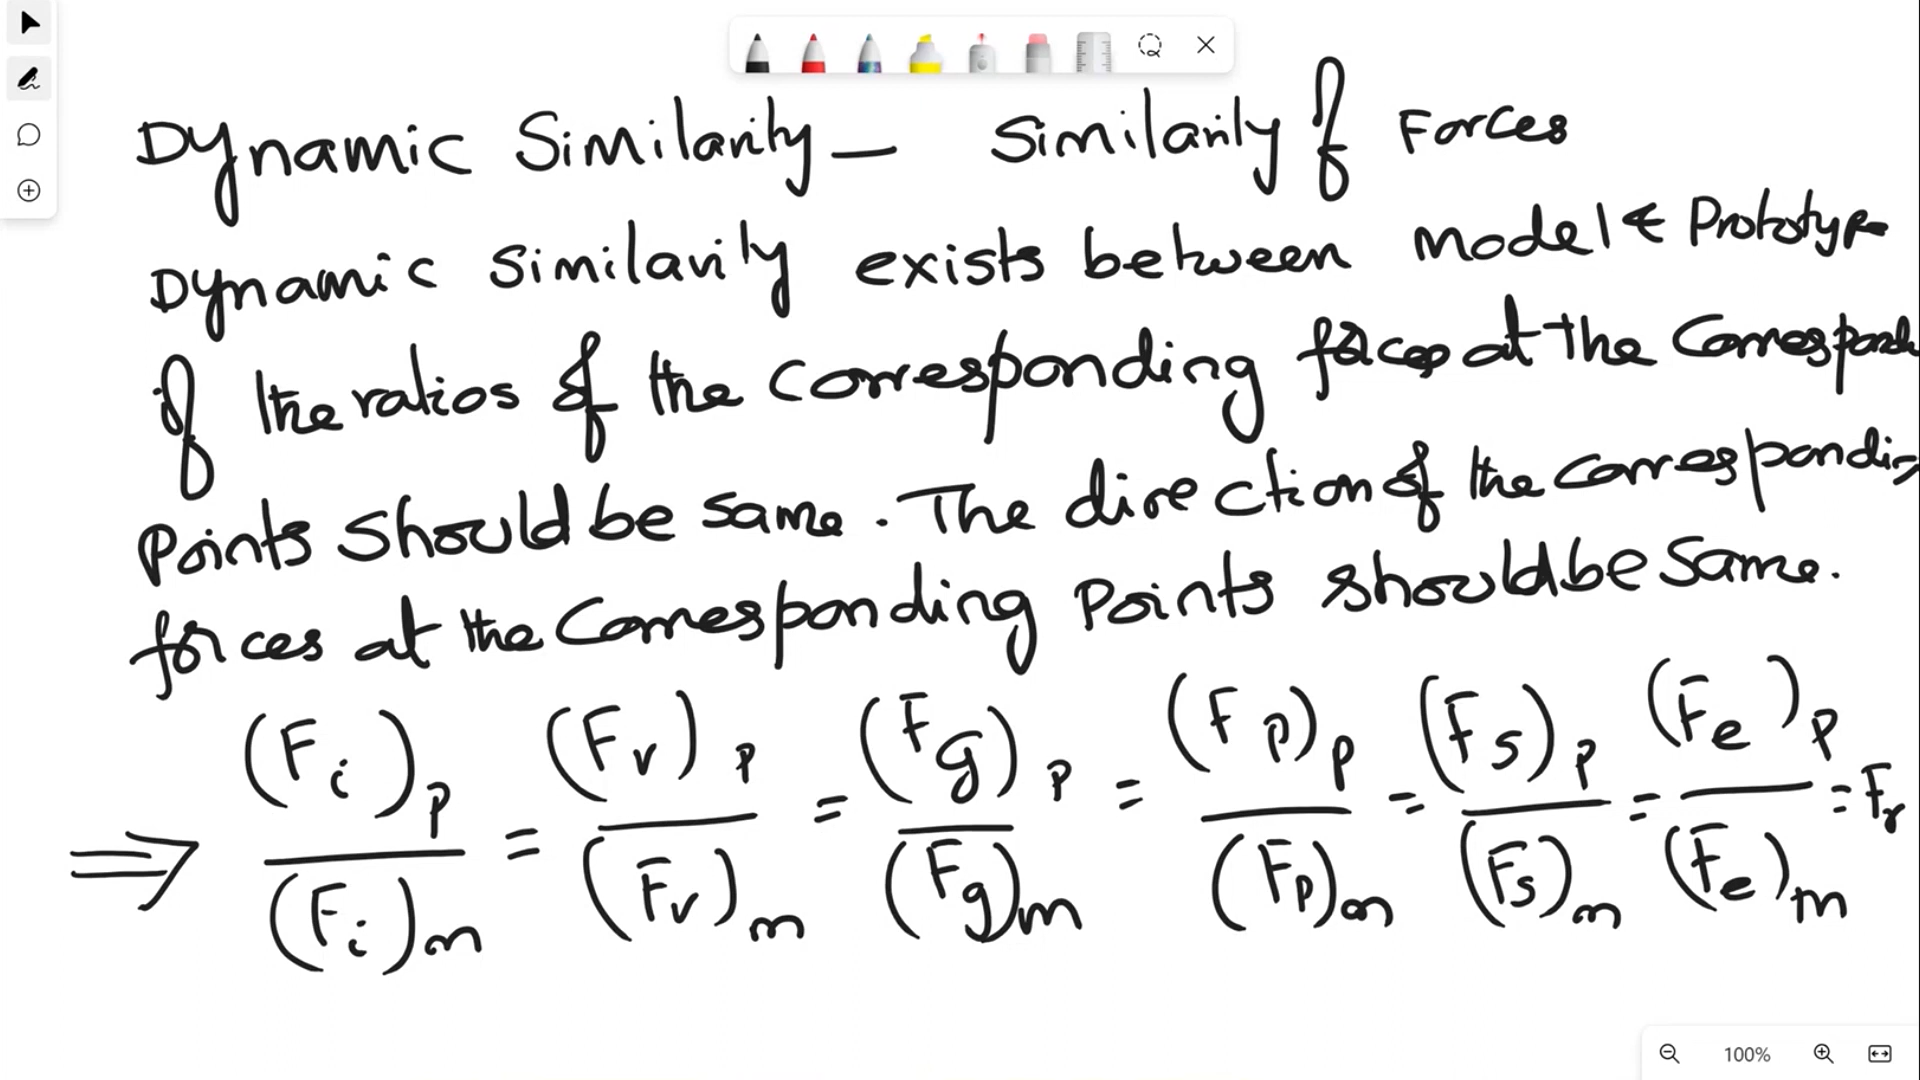 Dynamic Similarity — Similarity of Forces
Dynamic Similarity exists between Model & Prototype
if the ratios of the corresponding forces at the
Points should be same. The direction of the corresponding
forces at the Corresponding Points should be same.
⇒ (Fi)p/(Fi)m = (Fv)p/(Fv)m = (Fg)p/(Fg)m = (Fp)p/(Fp)m = (Fs)p/(Fs)m = (Fe)p/(Fe)m = Fr
100%